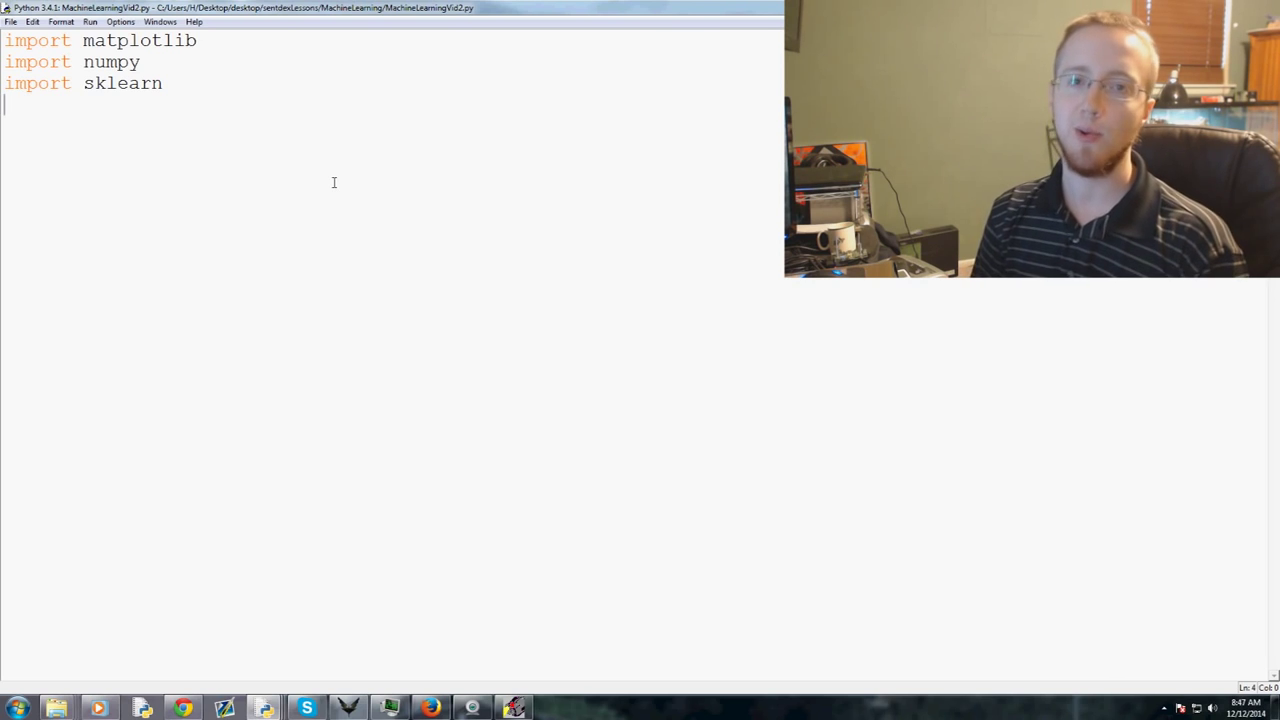 Python 3.4.1: MachineLearningVid2.py - C:/Users/H/Desktop/desktop/sentdexLessons/MachineLearning/MachineLearningVid2.py
File Edit Format Run Options Windows Help
import matplotlib
import numpy
import sklearn
Ln: 4 Col: 0
8:47 AM
12/12/2014